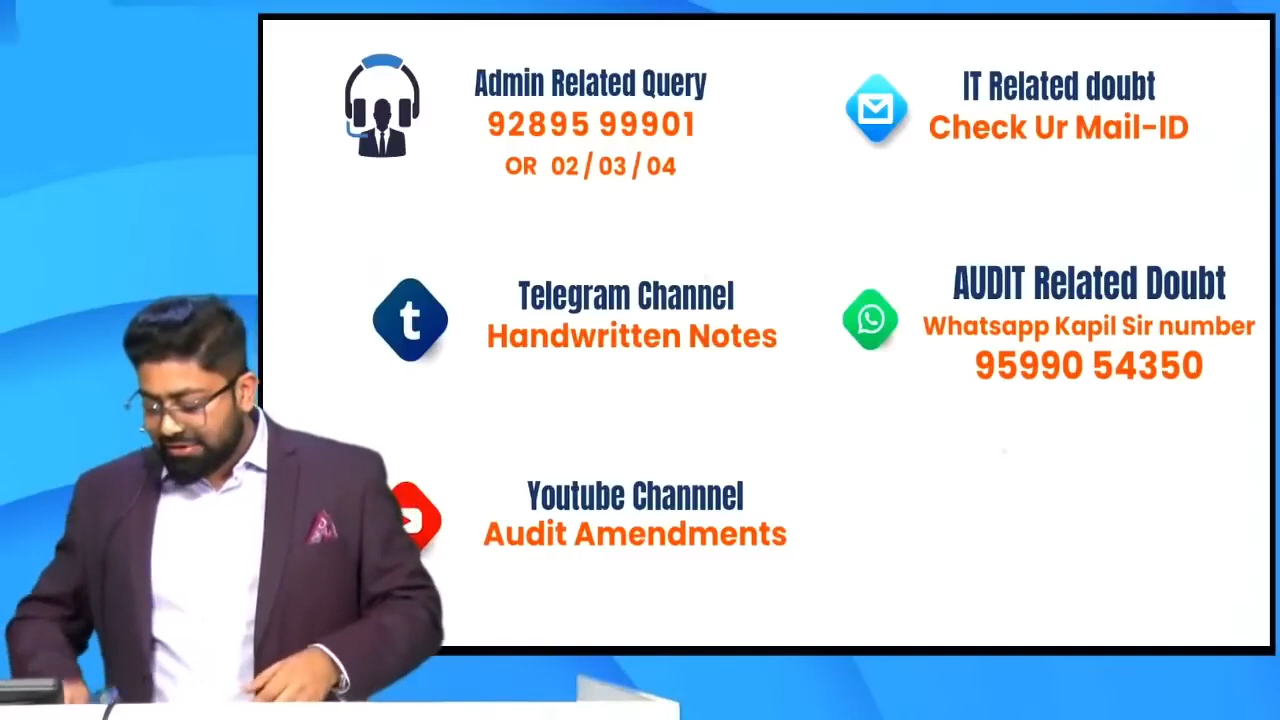 Admin Related Query
92895 99901
OR 02 / 03 / 04
IT Related doubt
Check Ur Mail-ID
t
Telegram Channel
Handwritten Notes
AUDIT Related Doubt
Whatsapp Kapil Sir number
95990 54350
Youtube Channnel
Audit Amendments